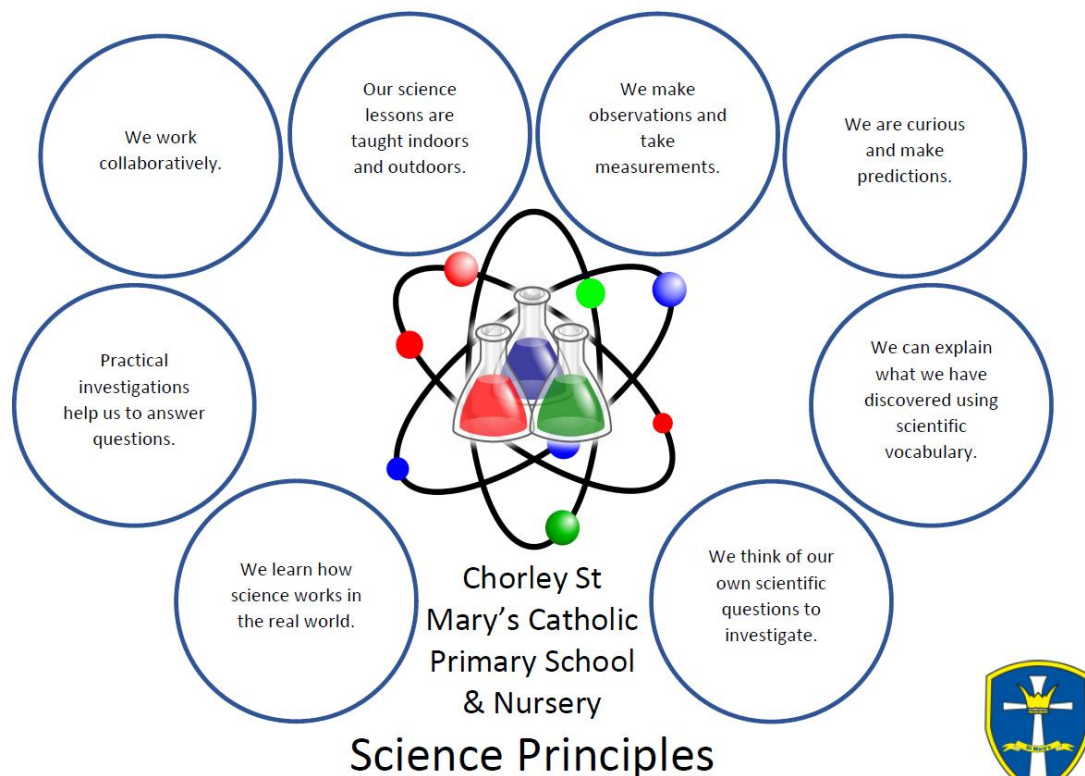 We work
collaboratively.
Our science
lessons are
taught indoors
and outdoors.
We make
observations and
take
measurements.
We are curious
and make
predictions.
Practical
investigations
help us to answer
questions.
We can explain
what we have
discovered using
scientific
vocabulary.
We learn how
science works in
the real world.
We think of our
own scientific
questions to
investigate.
Chorley St
Mary’s Catholic
Primary School
& Nursery
Science Principles
St Mary's